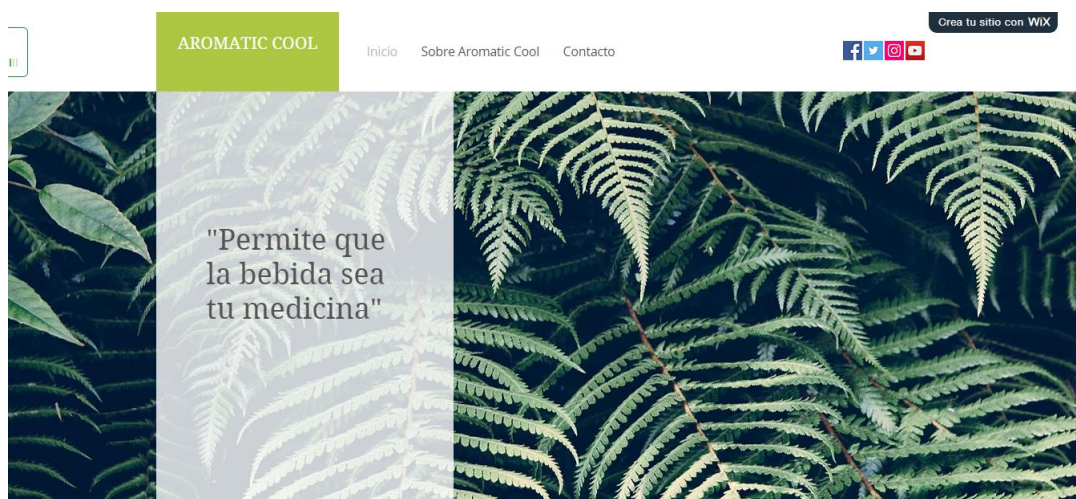 Crea tu sitio con WiX
AROMATIC COOL
Inicio
Sobre Aromatic Cool
Contacto
"Permite que
la bebida sea
tu medicina"